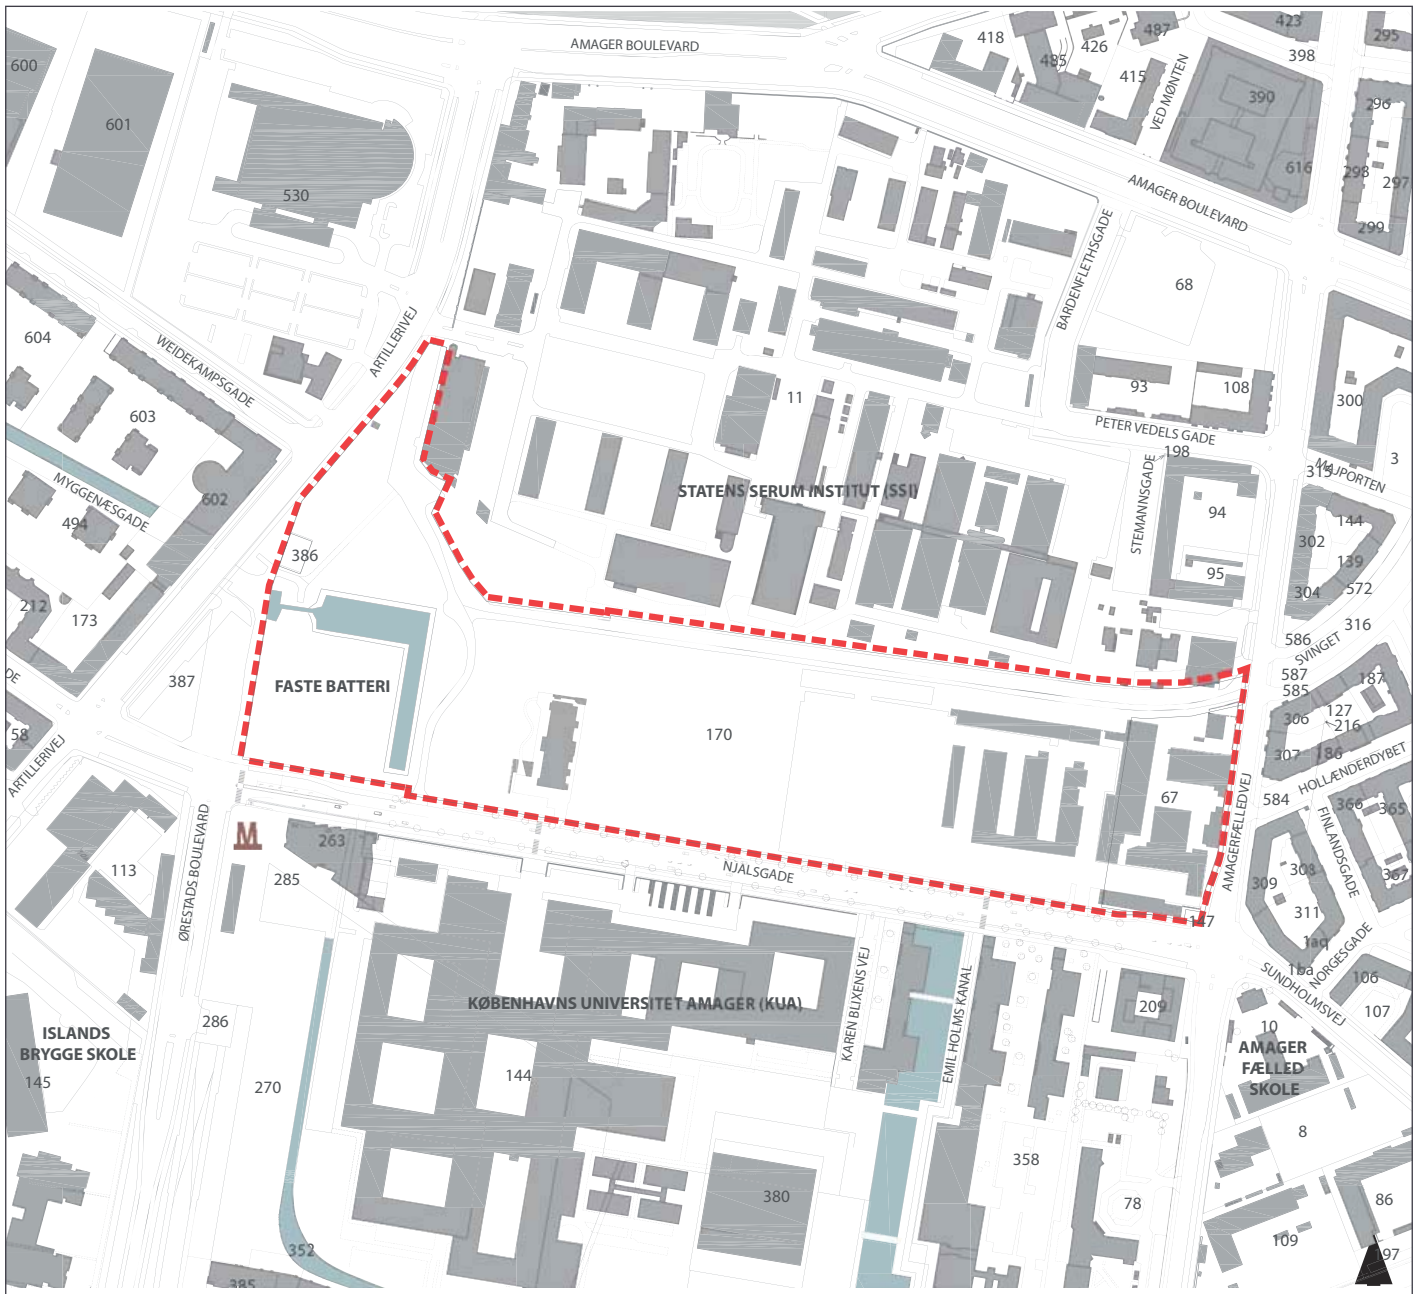 AMAGER BOULEVARD
418
426
487
423
295
398
485
415
VED MØNTEN
390
296
616
298
297
299
600
601
530
AMAGER BOULEVARD
BARDENFLETHSGADE
68
604
WEIDEKAMPSGADE
ARTILLERIVEJ
603
11
93
108
300
PETER VEDELS GADE
198
3
315
MAJPORTEN
MYGGENÆSGADE
602
494
STATENS SERUM INSTITUT (SSI)
STEMANNSGADE
94
144
302
139
95
304
572
386
212
173
316
586
SVINGET
587
585
187
127
216
306
307
186
387
FASTE BATTERI
170
58
DE
ARTILLERIVEJ
67
584
HOLLÆNDERDYBET
366
365
AMAGERFÆLLEDVEJ
FINLANDSGADE
M
263
NJALSGADE
113
285
ØRESTADS BOULEVARD
309
308
367
311
147
1aq
1ba
NORGESGADE
SUNDHOLMSVEJ
106
107
KAREN BLIXENS VEJ
EMIL HOLMS KANAL
KØBENHAVNS UNIVERSITET AMAGER (KUA)
209
286
ISLANDS
BRYGGE SKOLE
145
10
AMAGER
FÆLLED
SKOLE
270
144
8
358
380
78
86
352
109
197
385